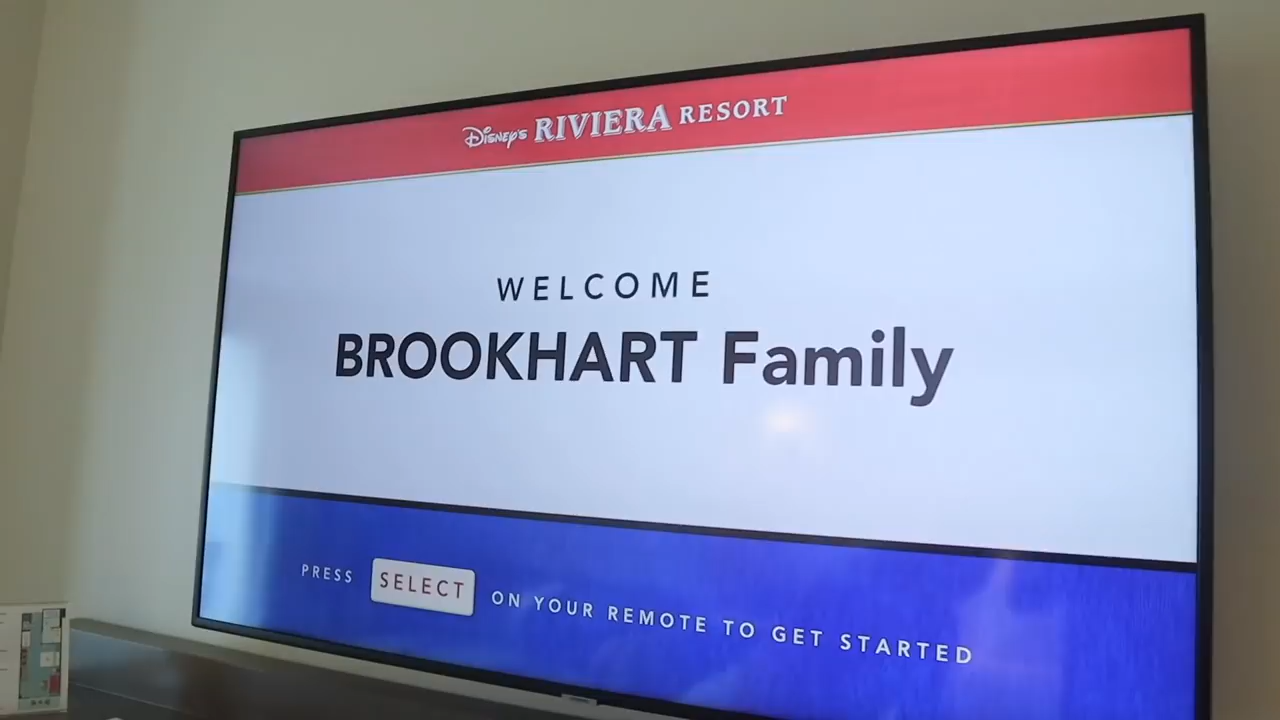 Disney's RIVIERA RESORT
WELCOME
BROOKHART Family
PRESS SELECT ON YOUR REMOTE TO GET STARTED